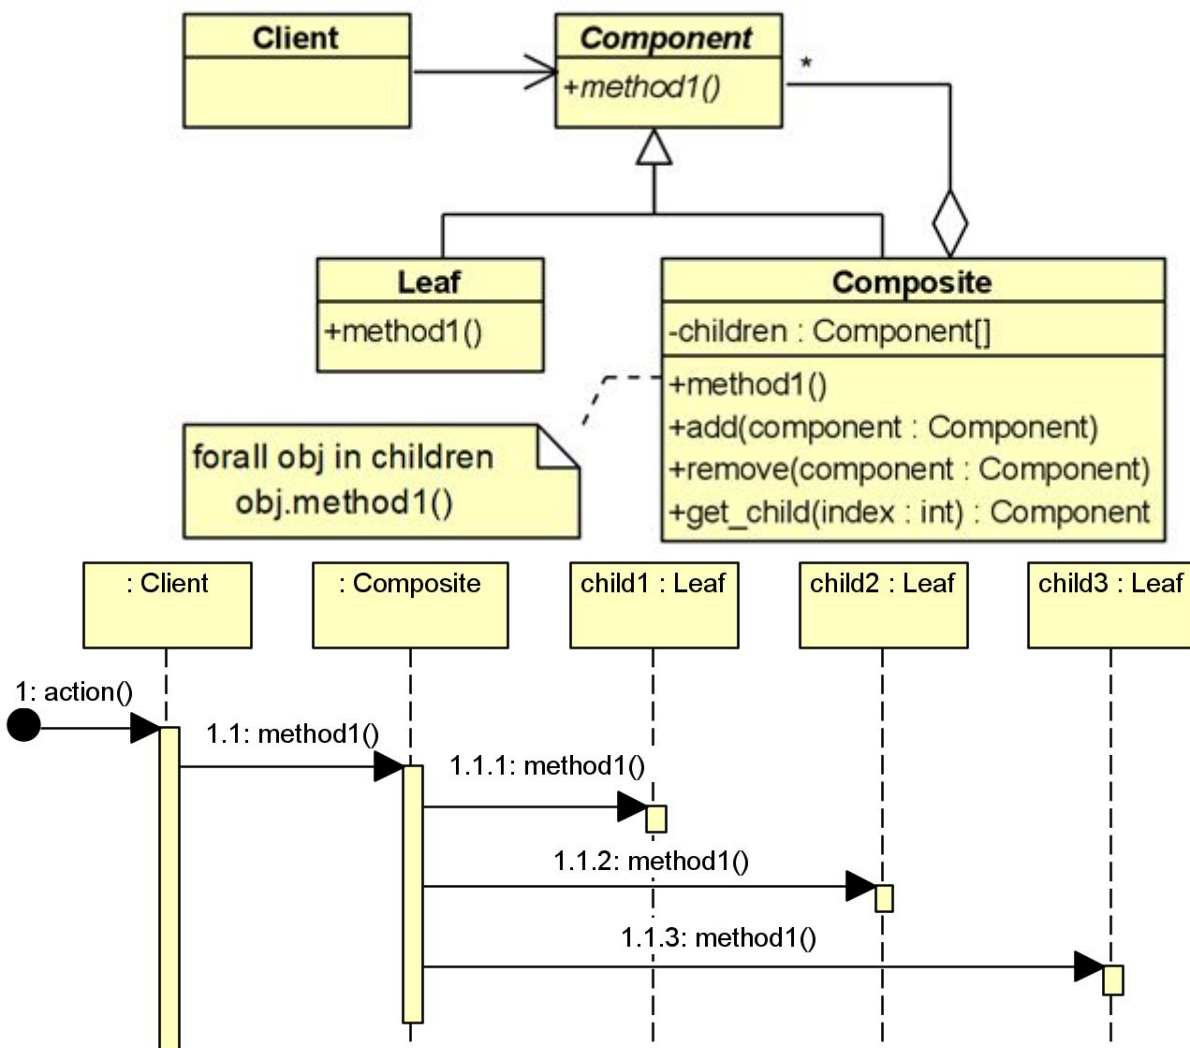 Client
Component
+method1()
*
Leaf
+method1()
Composite
-children : Component[]
+method1()
+add(component : Component)
+remove(component : Component)
+get_child(index : int) : Component
forall obj in children
obj.method1()
: Client
: Composite
child1 : Leaf
child2 : Leaf
child3 : Leaf
1: action()
1.1: method1()
1.1.1: method1()
1.1.2: method1()
1.1.3: method1()